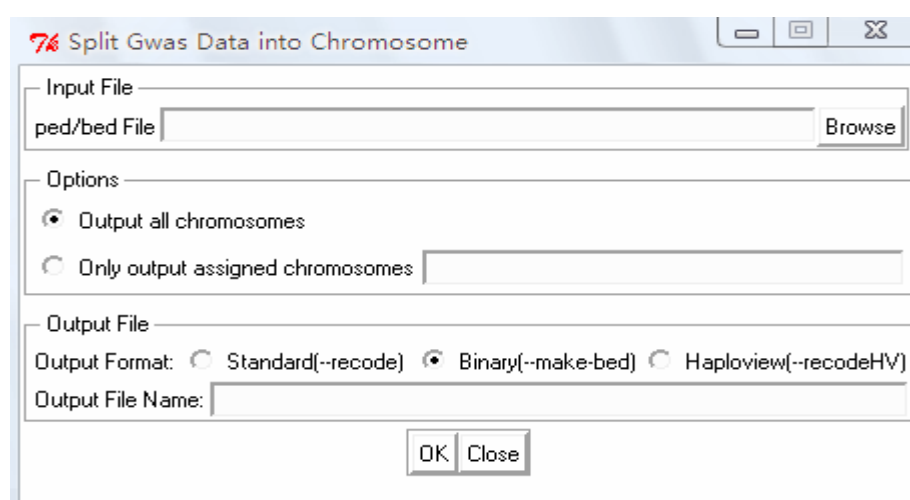 Split Gwas Data into Chromosome
Input File
ped/bed File Browse
Options
Output all chromosomes
Only output assigned chromosomes
Output File
Output Format: Standard(--recode) Binary(--make-bed) Haploview(--recodeHV)
Output File Name:
OK Close